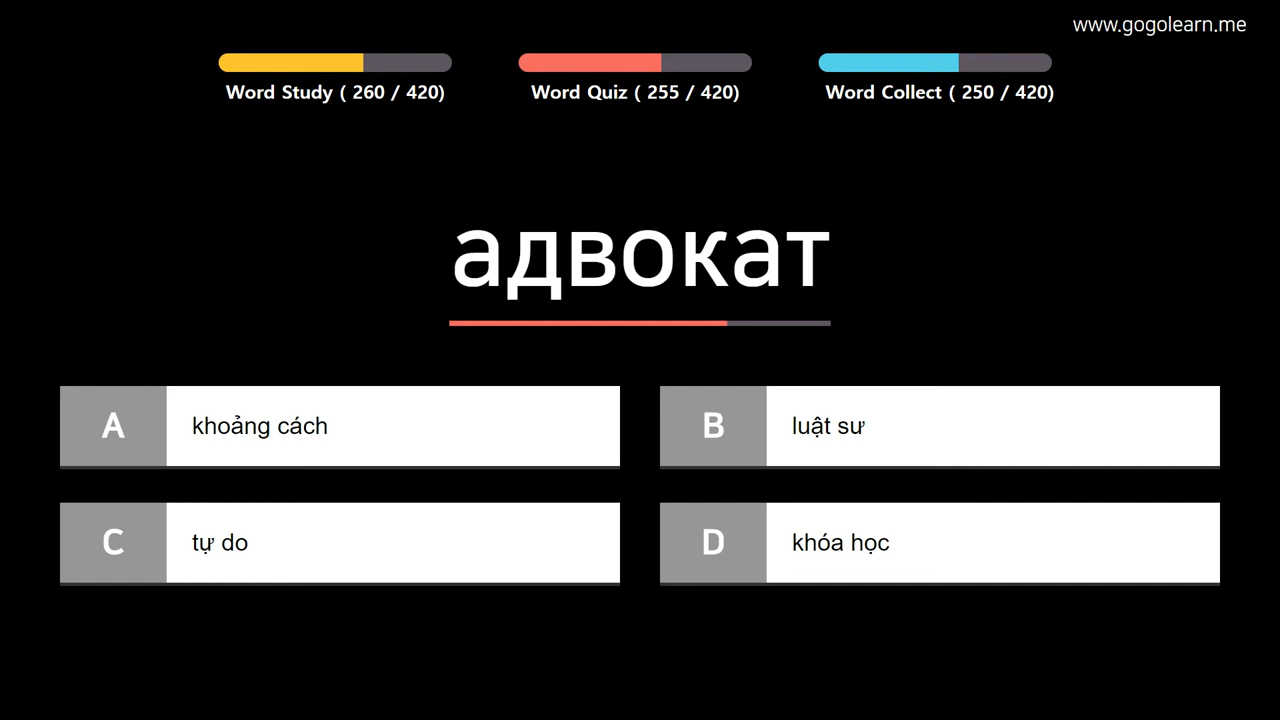 www.gogolearn.me
Word Study ( 260 / 420)
Word Quiz ( 255 / 420)
Word Collect ( 250 / 420)
адвокат
A khoảng cách
B luật sư
C tự do
D khóa học